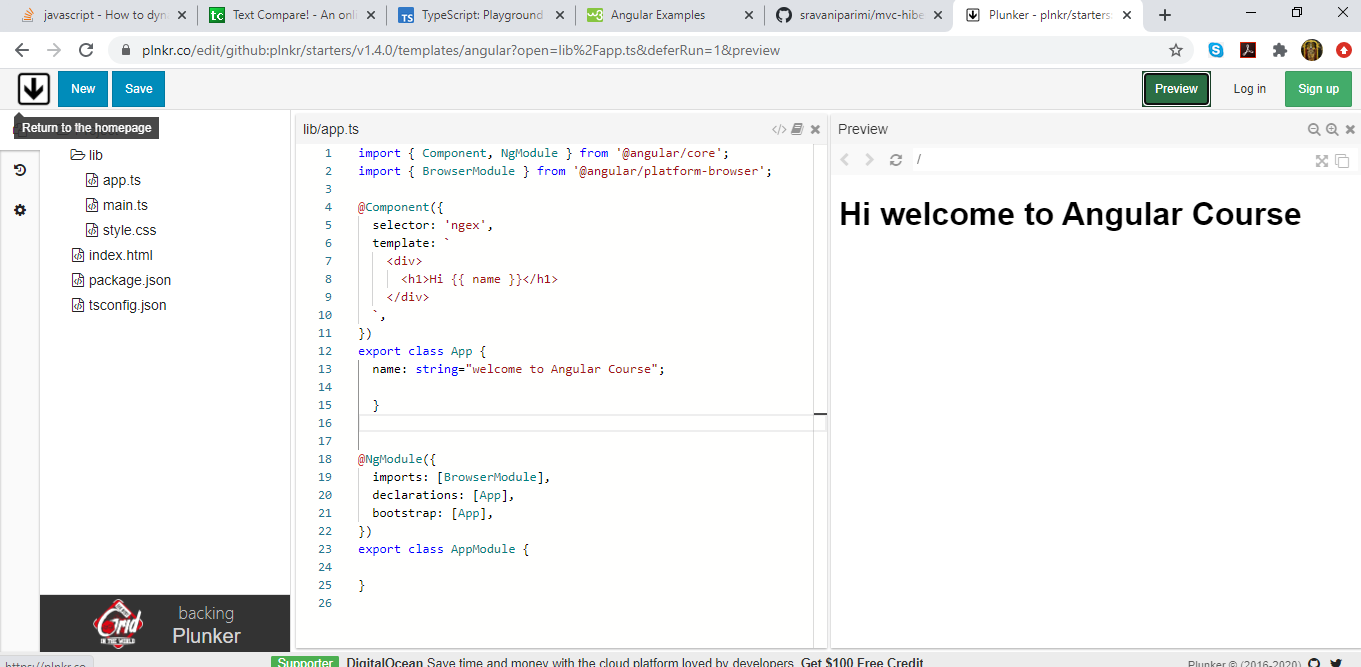 javascript - How to dyn
Text Compare! - An onli
TypeScript: Playground
Angular Examples
sravaniparimi/mvc-hibe
Plunker - plnkr/starters
plnkr.co/edit/github:plnkr/starters/v1.4.0/templates/angular?open=lib%2Fapp.ts&deferRun=1&preview
New
Save
Preview
Log in
Sign up
Return to the homepage
lib
app.ts
main.ts
style.css
index.html
package.json
tsconfig.json
backing
Plunker
lib/app.ts
1 import { Component, NgModule } from '@angular/core';
2 import { BrowserModule } from '@angular/platform-browser';
3
4 @Component({
5 selector: 'ngex',
6 template: `
7 <div>
8 <h1>Hi {{ name }}</h1>
9 </div>
10 `,
11 })
12 export class App {
13 name: string="welcome to Angular Course";
14
15 }
16
17
18 @NgModule({
19 imports: [BrowserModule],
20 declarations: [App],
21 bootstrap: [App],
22 })
23 export class AppModule {
24
25 }
26
Preview
/
Hi welcome to Angular Course
https://plnkr.co
Supporter DigitalOcean Save time and money with the cloud platform loved by developers. Get $100 Free Credit
Plunker © (2016-2020)